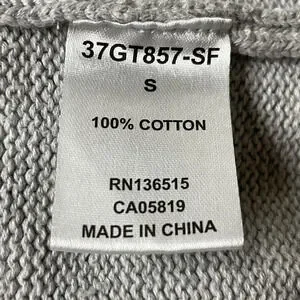 37GT857-SF
S
100% COTTON
RN136515
CA05819
MADE IN CHINA